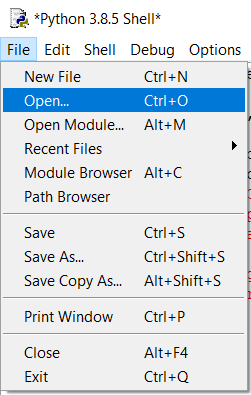 *Python 3.8.5 Shell*
File Edit Shell Debug Options
New File Ctrl+N
Open... Ctrl+O
Open Module... Alt+M
Recent Files
Module Browser Alt+C
Path Browser
Save Ctrl+S
Save As... Ctrl+Shift+S
Save Copy As... Alt+Shift+S
Print Window Ctrl+P
Close Alt+F4
Exit Ctrl+Q